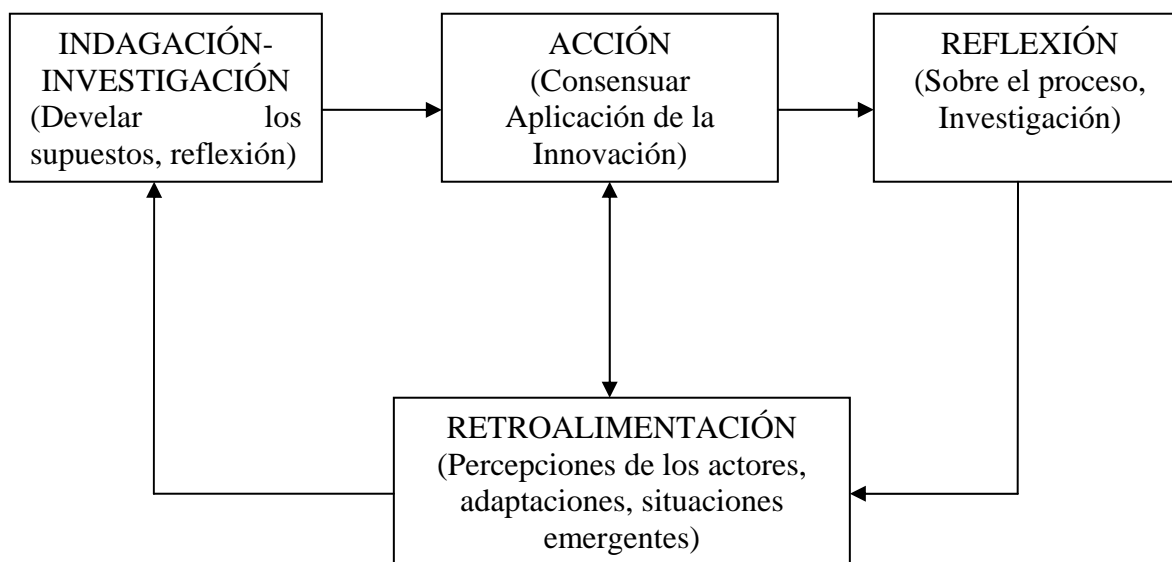 INDAGACIÓN-
INVESTIGACIÓN
(Develar los
supuestos, reflexión)
ACCIÓN
(Consensuar
Aplicación de la
Innovación)
REFLEXIÓN
(Sobre el proceso,
Investigación)
RETROALIMENTACIÓN
(Percepciones de los actores,
adaptaciones, situaciones
emergentes)